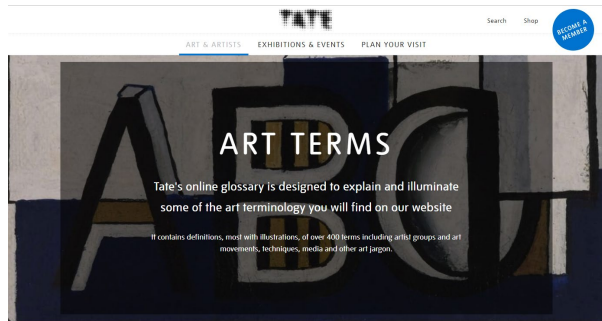 TATE
Search Shop
BECOME A
MEMBER
ART & ARTISTS EXHIBITIONS & EVENTS PLAN YOUR VISIT
ABCD
ART TERMS
Tate's online glossary is designed to explain and illuminate
some of the art terminology you will find on our website
It contains definitions, most with illustrations, of over 400 terms including artist groups and art
movements, techniques, media and other art jargon.